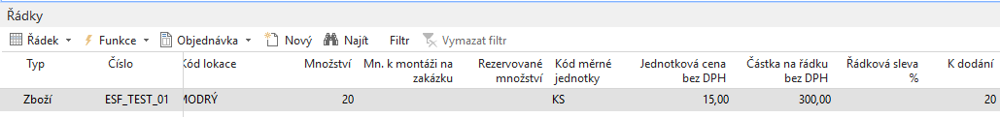 Řádky
Řádek Funkce Objednávka Nový Najít Filtr Vymazat filtr
Typ Číslo Kód lokace Množství Mn. k montáži na zakázku Rezervované množství Kód měrné jednotky Jednotková cena bez DPH Částka na řádku bez DPH Řádková sleva % K dodání
Zboží ESF_TEST_01 MODRÝ 20 KS 15,00 300,00 20